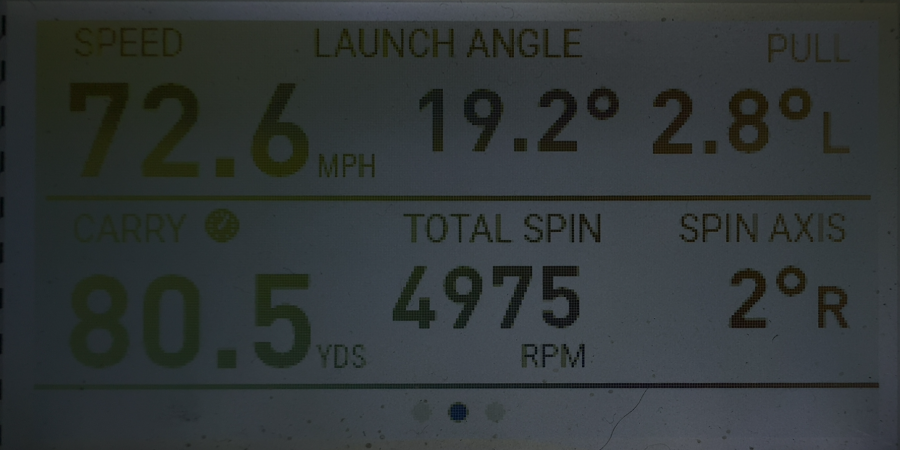 SPEED LAUNCH ANGLE PULL
72.6 MPH 19.2° 2.8° L
CARRY TOTAL SPIN SPIN AXIS
80.5 YDS 4975 RPM 2° R